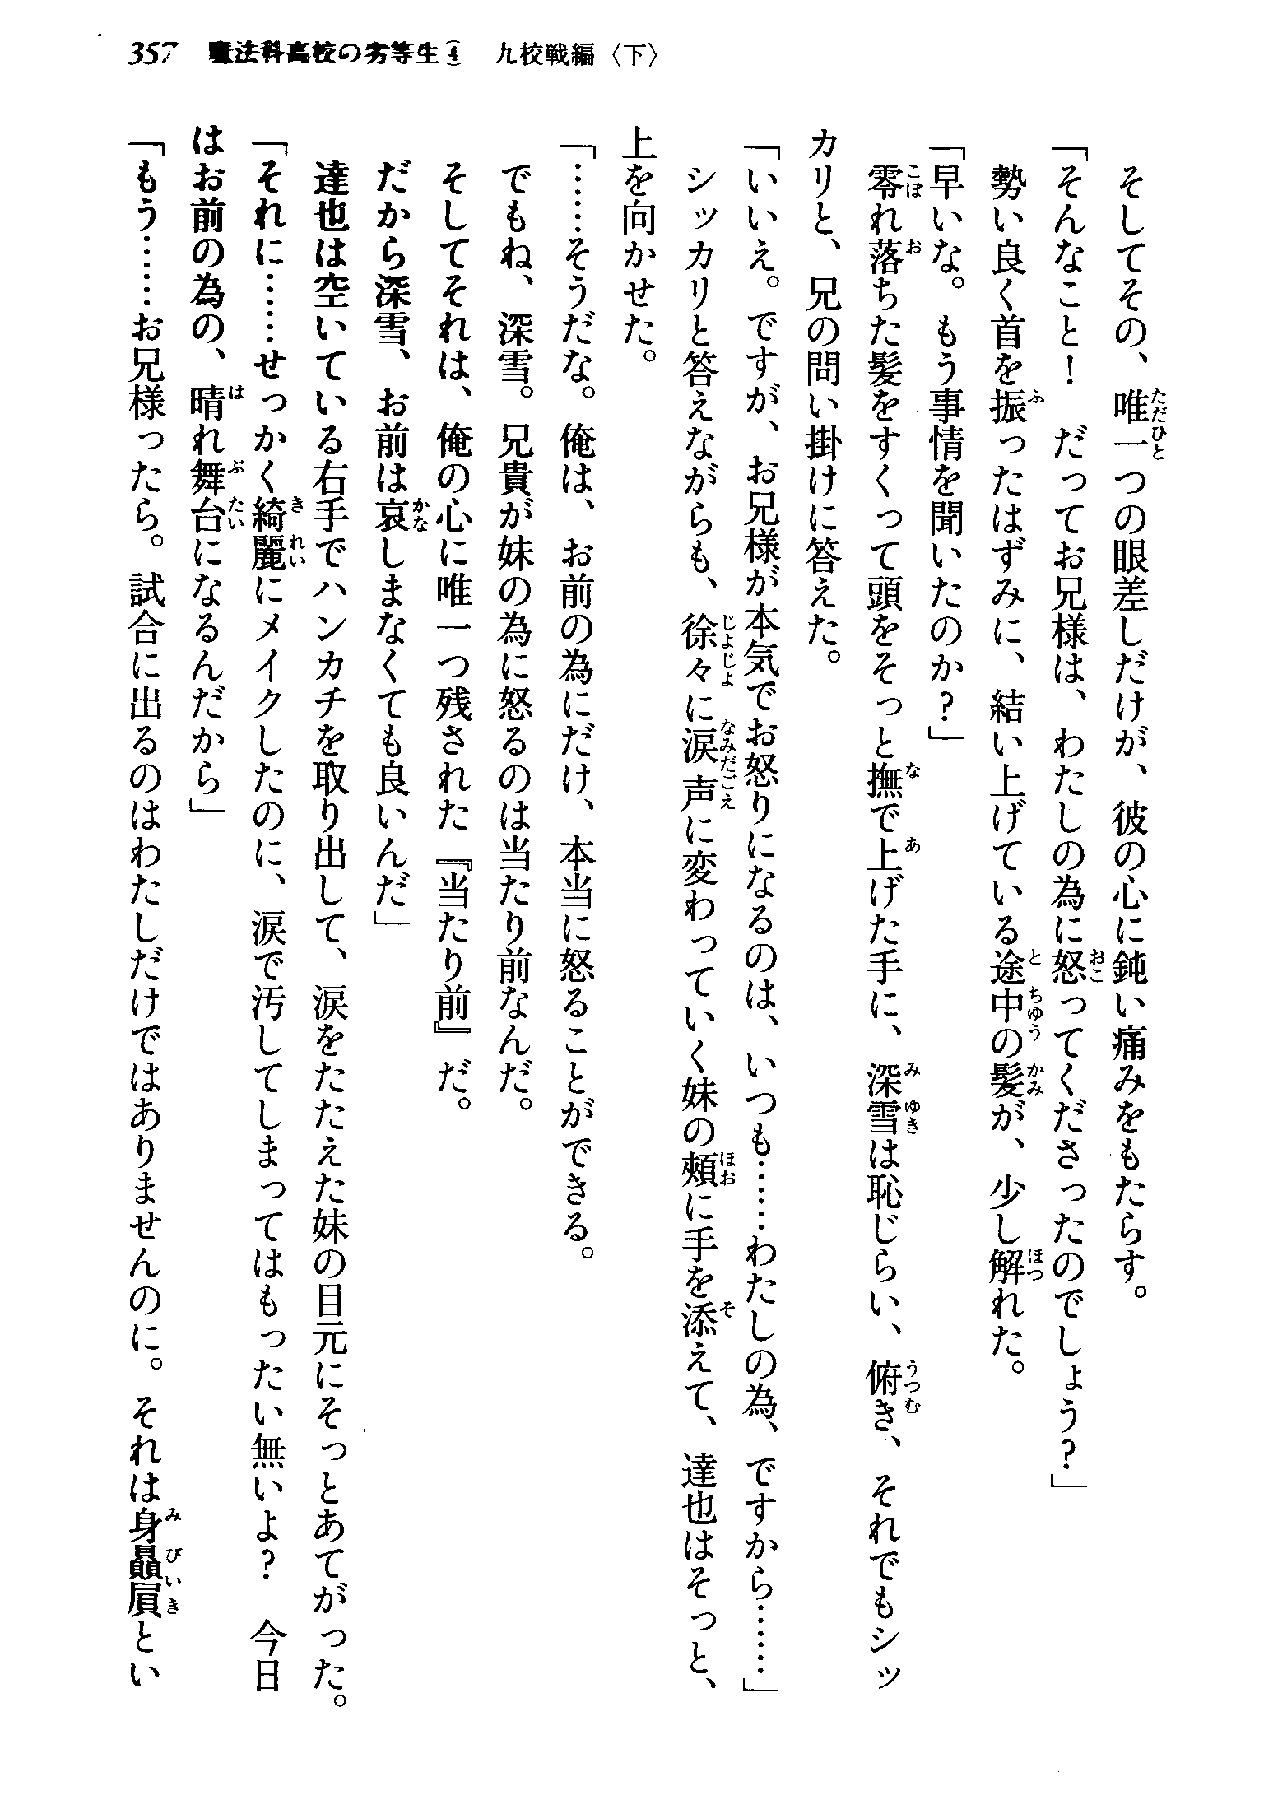 357 魔法科高校の劣等生④ 九校戦編〈下〉
そしてその、唯一つの眼差しだけが、彼の心に鈍い痛みをもたらす。
「そんなこと！　だってお兄様は、わたしの為に怒ってくださったのでしょう？」
勢い良く首を振ったはずみに、結い上げている途中の髪が、少し解れた。
「早いな。もう事情を聞いたのか？」
零れ落ちた髪をすくって頭をそっと撫で上げた手に、深雪は恥じらい、俯き、それでもシッ
カリと、兄の問い掛けに答えた。
「いいえ。ですが、お兄様が本気でお怒りになるのは、いつも……わたしの為、ですから……」
シッカリと答えながらも、徐々に涙声に変わっていく妹の頬に手を添えて、達也はそっと、
上を向かせた。
「……そうだな。俺は、お前の為にだけ、本当に怒ることができる。
でもね、深雪。兄貴が妹の為に怒るのは当たり前なんだ。
そしてそれは、俺の心に唯一つ残された『当たり前』だ。
だから深雪、お前は哀しまなくても良いんだ」
達也は空いている右手でハンカチを取り出して、涙をたたえた妹の目元にそっとあてがった。
「それに……せっかく綺麗にメイクしたのに、涙で汚してしまってはもったい無いよ？　今日
はお前の為の、晴れ舞台になるんだから」
「もう……お兄様ったら。試合に出るのはわたしだけではありませんのに。それは身贔屓とい